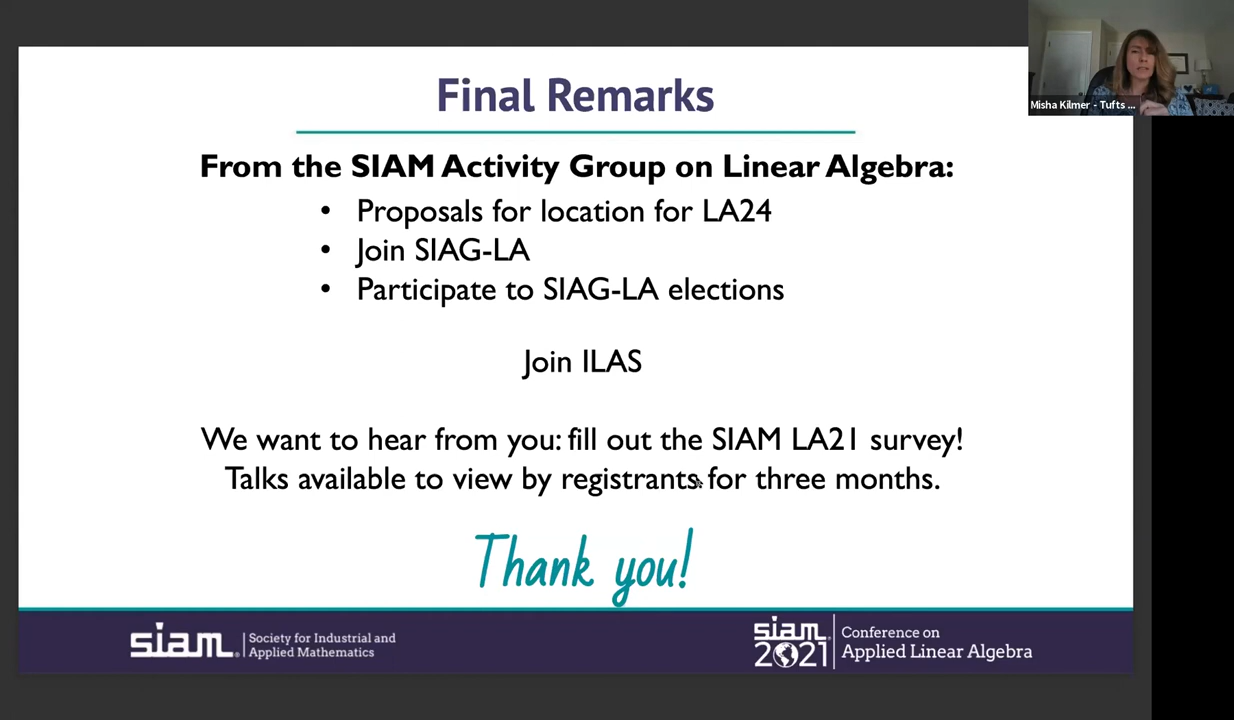 Final Remarks
Misha Kilmer - Tufts ...
From the SIAM Activity Group on Linear Algebra:
• Proposals for location for LA24
• Join SIAG-LA
• Participate to SIAG-LA elections
Join ILAS
We want to hear from you: fill out the SIAM LA21 survey!
Talks available to view by registrants for three months.
Thank you!
siam® | Society for Industrial and
Applied Mathematics
siam® 2021
Conference on
Applied Linear Algebra